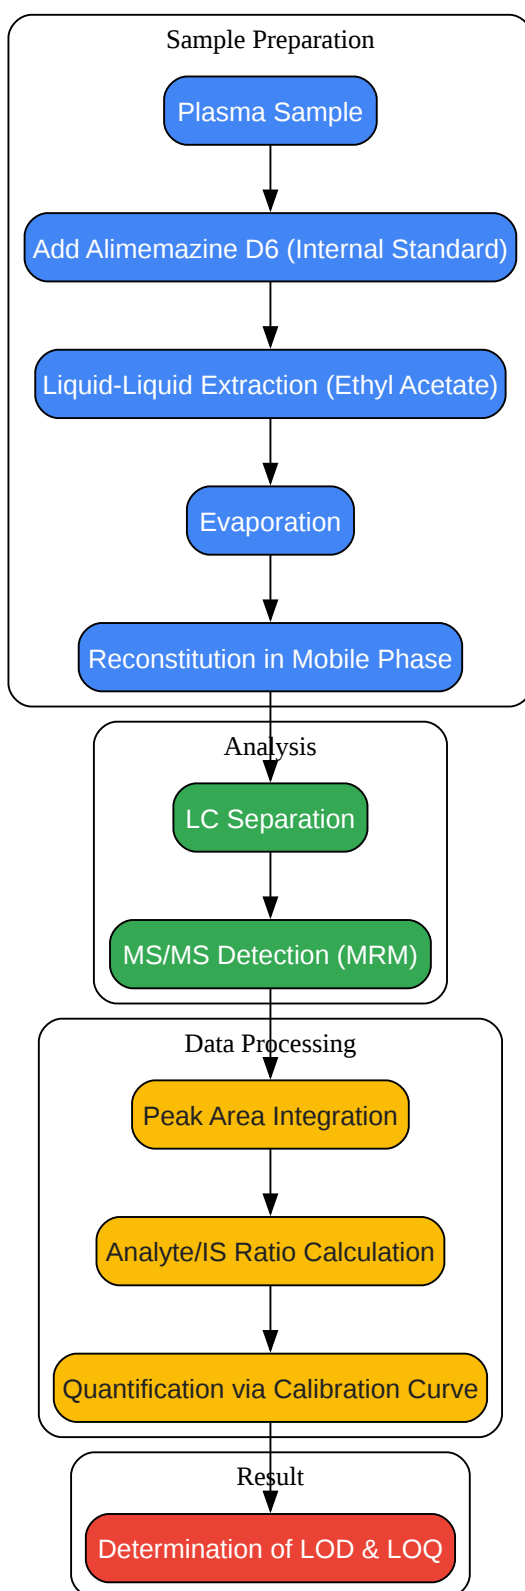 Sample Preparation
Plasma Sample
Add Alimemazine D6 (Internal Standard)
Liquid-Liquid Extraction (Ethyl Acetate)
Evaporation
Reconstitution in Mobile Phase
Analysis
LC Separation
MS/MS Detection (MRM)
Data Processing
Peak Area Integration
Analyte/IS Ratio Calculation
Quantification via Calibration Curve
Result
Determination of LOD & LOQ